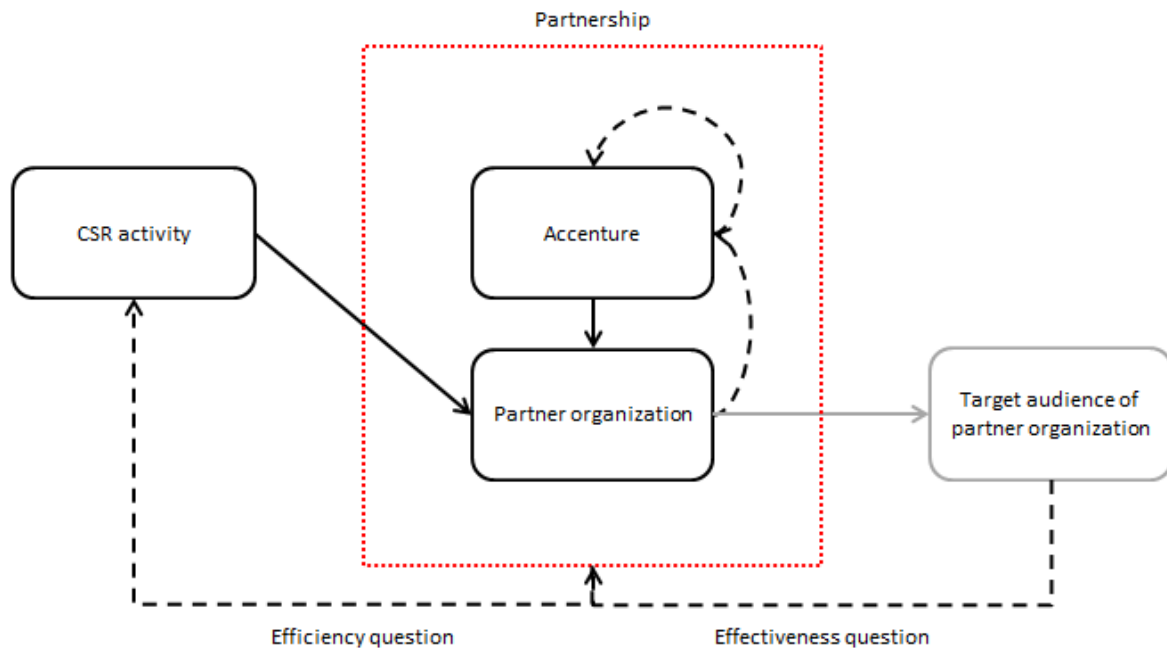 Partnership
CSR activity
Accenture
Partner organization
Target audience of
partner organization
Efficiency question
Effectiveness question